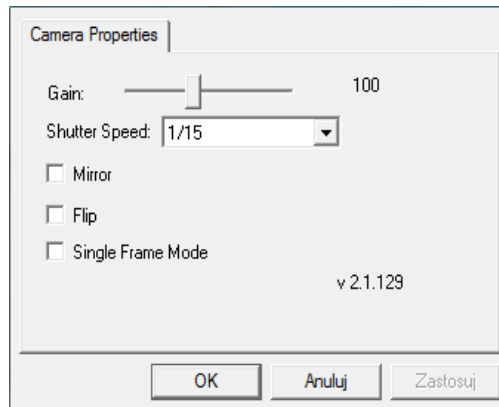 Camera Properties
Gain: 100
Shutter Speed: 1/15
Mirror
Flip
Single Frame Mode
v 2.1.129
OK Anuluj Zastosuj